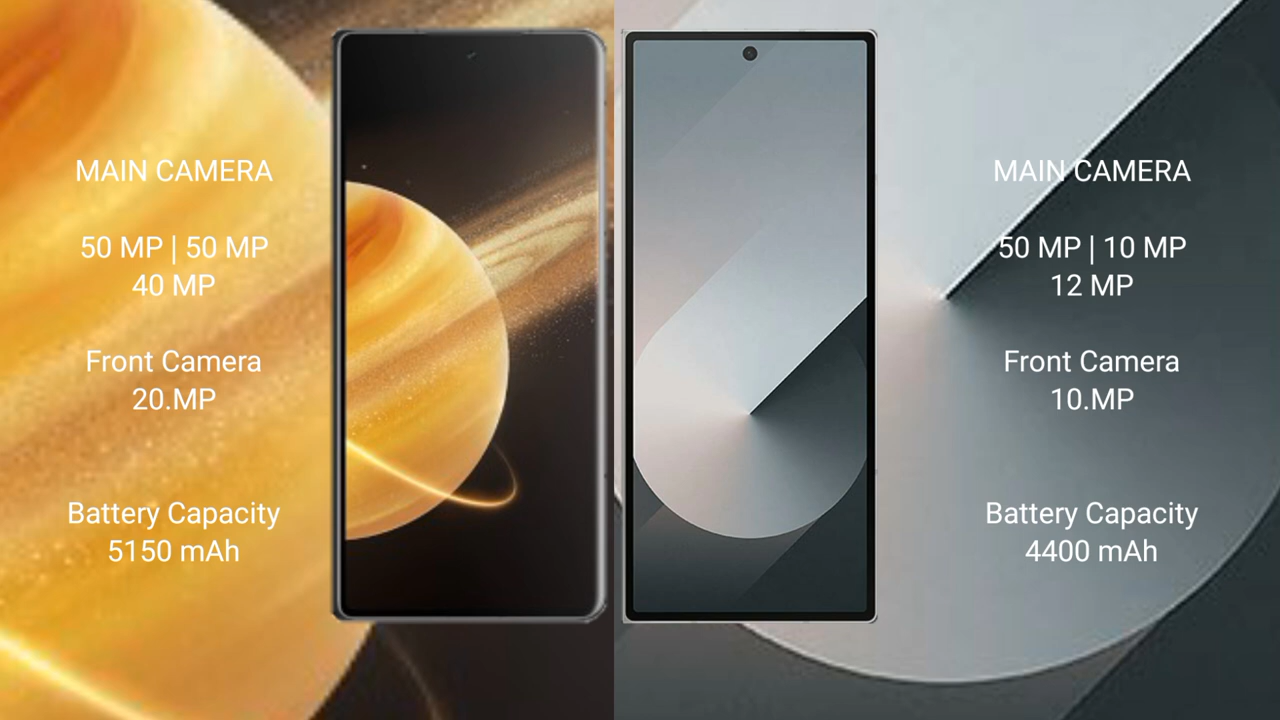 MAIN CAMERA
50 MP | 50 MP
40 MP
Front Camera
20.MP
Battery Capacity
5150 mAh
MAIN CAMERA
50 MP | 10 MP
12 MP
Front Camera
10.MP
Battery Capacity
4400 mAh